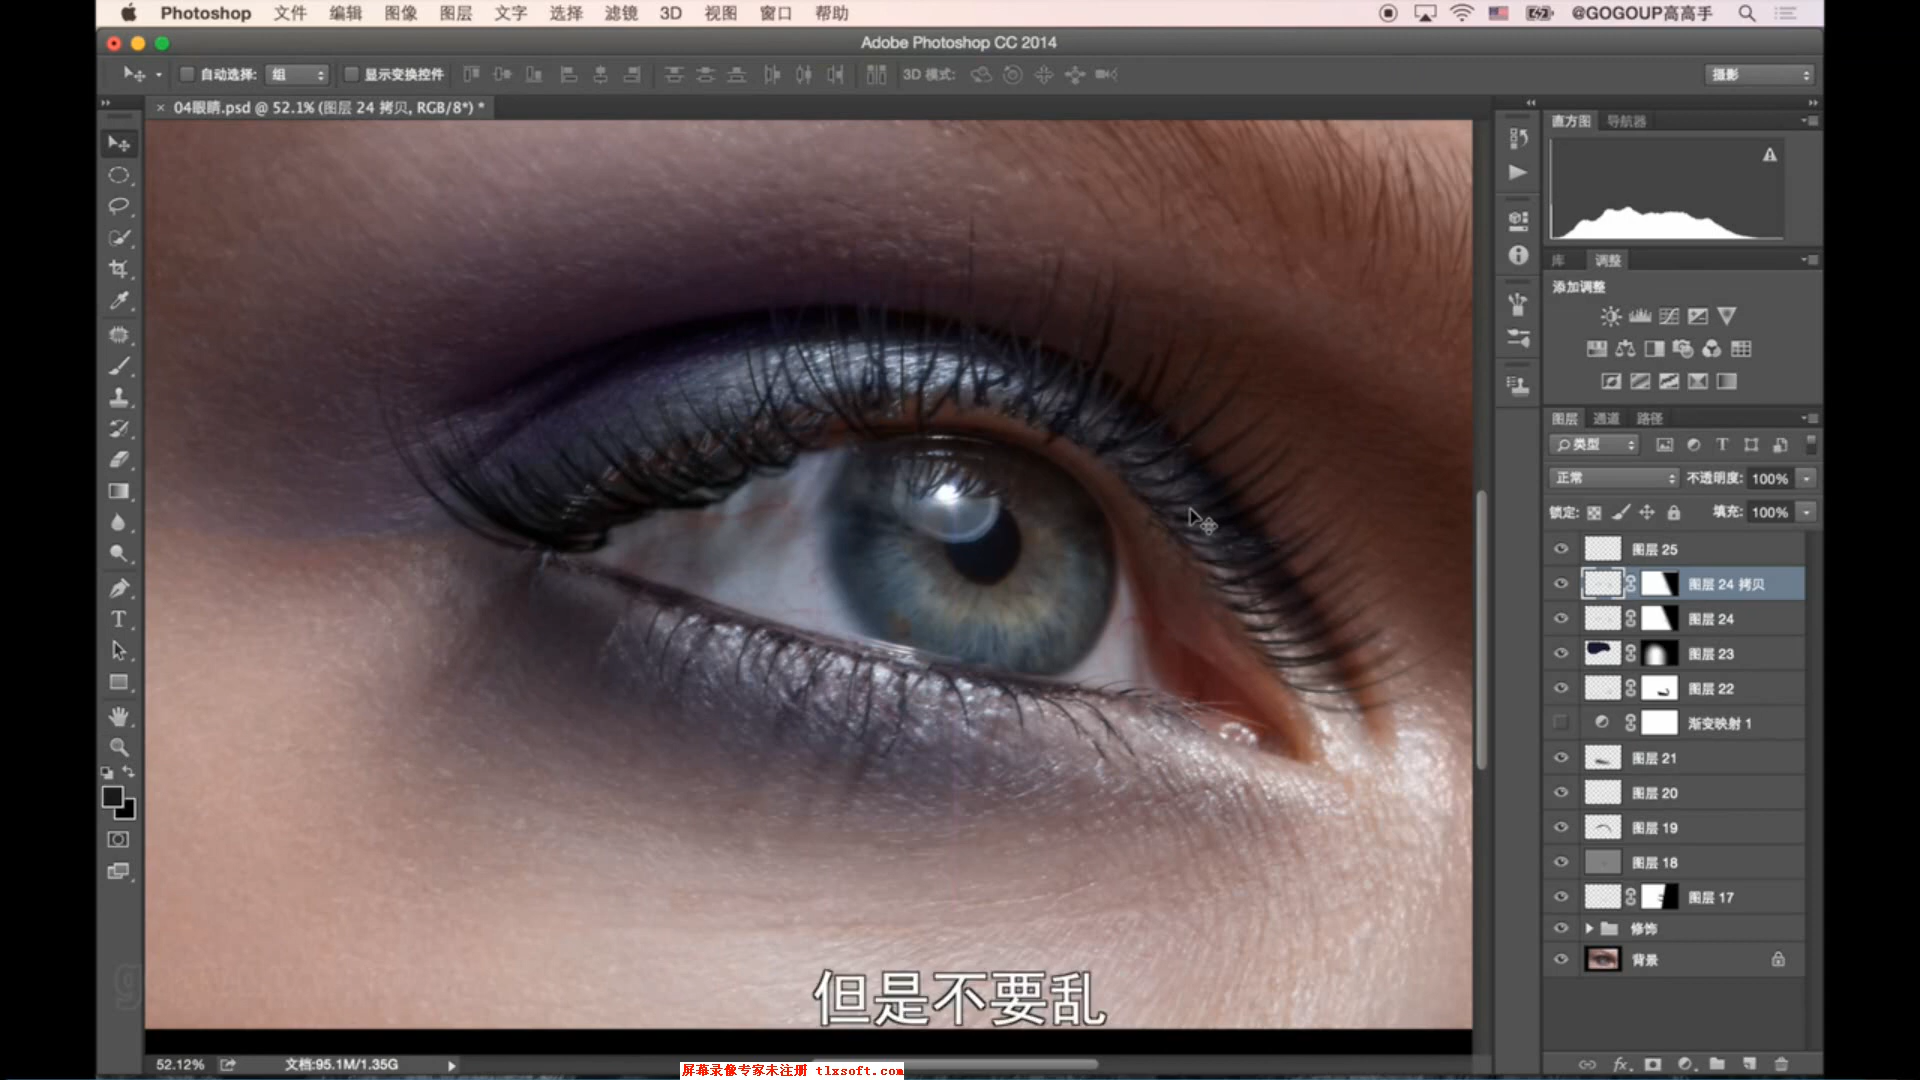 Photoshop 文件 编辑 图像 图层 文字 选择 滤镜 3D 视图 窗口 帮助 @GOGOUP高高手
Adobe Photoshop CC 2014
自动选择: 组 显示变换控件 3D 模式: 摄影
× 04眼睛.psd @ 52.1% (图层 24 拷贝, RGB/8*) *
直方图 导航器
库 调整
添加调整
图层 通道 路径
类型
正常 不透明度: 100%
锁定: 填充: 100%
图层 25
图层 24 拷贝
图层 24
图层 23
图层 22
渐变映射 1
图层 21
图层 20
图层 19
图层 18
图层 17
修饰
背景
但是不要乱
52.12% 文档:95.1M/1.35G
屏幕录像专家未注册 tlxsoft.com